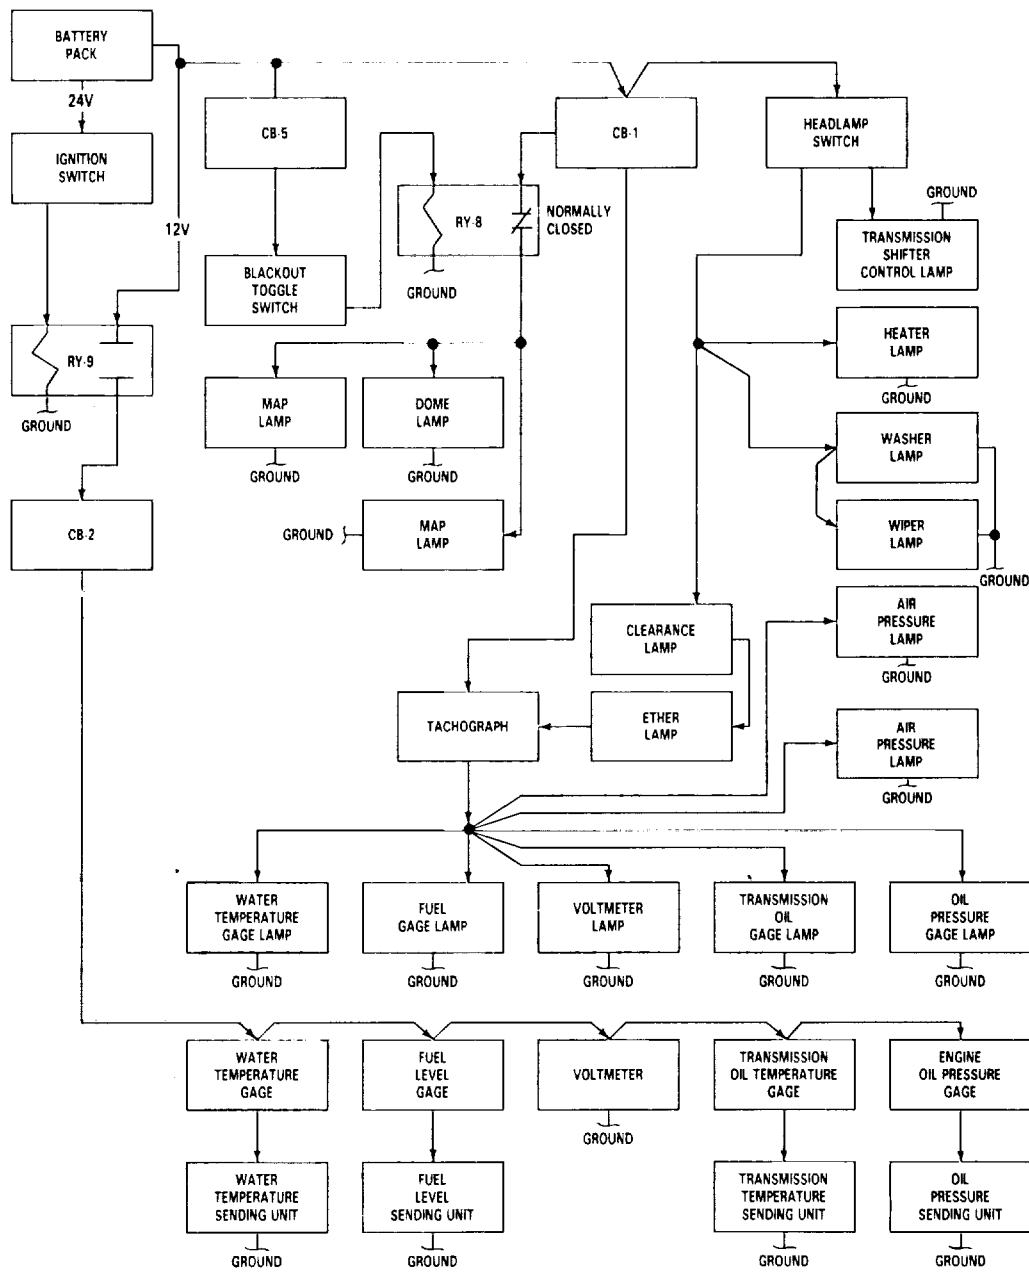 BATTERY
PACK
24V
IGNITION
SWITCH
12V
CB-5
CB-1
HEADLAMP
SWITCH
BLACKOUT
TOGGLE
SWITCH
RY-8
NORMALLY
CLOSED
GROUND
GROUND
TRANSMISSION
SHIFTER
CONTROL LAMP
RY-9
GROUND
MAP
LAMP
GROUND
DOME
LAMP
GROUND
HEATER
LAMP
GROUND
WASHER
LAMP
WIPER
LAMP
GROUND
CB-2
GROUND
MAP
LAMP
CLEARANCE
LAMP
AIR
PRESSURE
LAMP
GROUND
TACHOGRAPH
ETHER
LAMP
AIR
PRESSURE
LAMP
GROUND
WATER
TEMPERATURE
GAGE LAMP
GROUND
FUEL
GAGE LAMP
GROUND
VOLTMETER
LAMP
GROUND
TRANSMISSION
OIL
GAGE LAMP
GROUND
OIL
PRESSURE
GAGE LAMP
GROUND
WATER
TEMPERATURE
GAGE
FUEL
LEVEL
GAGE
VOLTMETER
GROUND
TRANSMISSION
OIL TEMPERATURE
GAGE
ENGINE
OIL PRESSURE
GAGE
WATER
TEMPERATURE
SENDING UNIT
GROUND
FUEL
LEVEL
SENDING UNIT
GROUND
TRANSMISSION
TEMPERATURE
SENDING UNIT
GROUND
OIL
PRESSURE
SENDING UNIT
GROUND